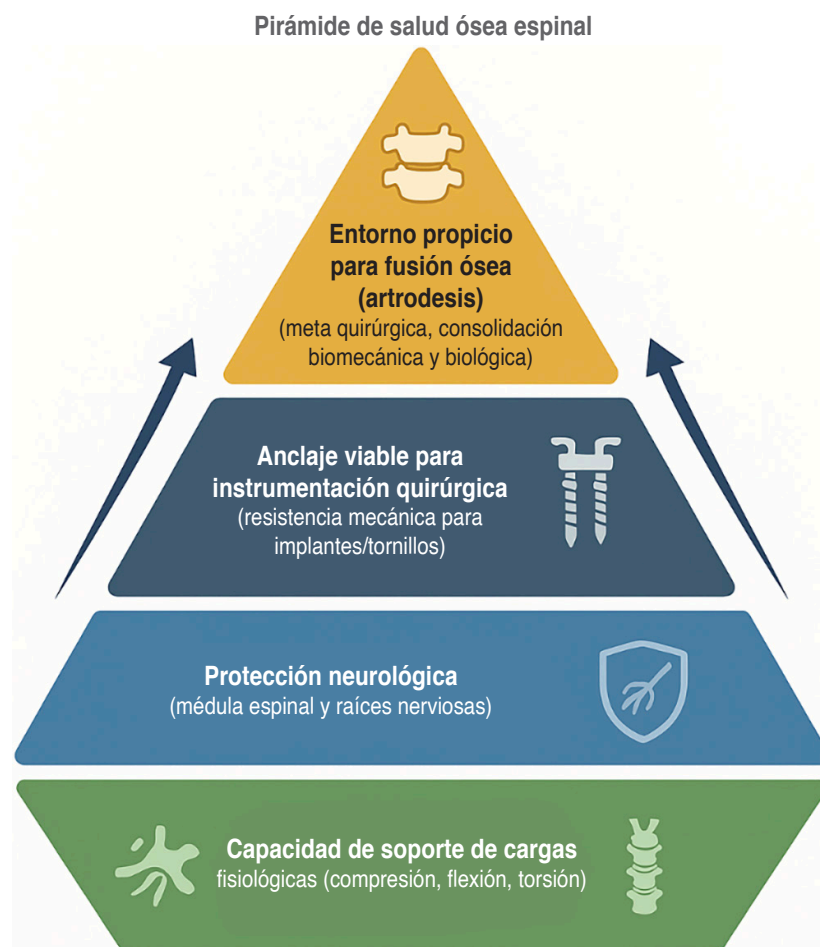 Pirámide de salud ósea espinal
Entorno propicio
para fusión ósea
(artrodesis)
(meta quirúrgica, consolidación
biomecánica y biológica)
Anclaje viable para
instrumentación quirúrgica
(resistencia mecánica para
implantes/tornillos)
Protección neurológica
(médula espinal y raíces nerviosas)
Capacidad de soporte de cargas
fisiológicas (compresión, flexión, torsión)